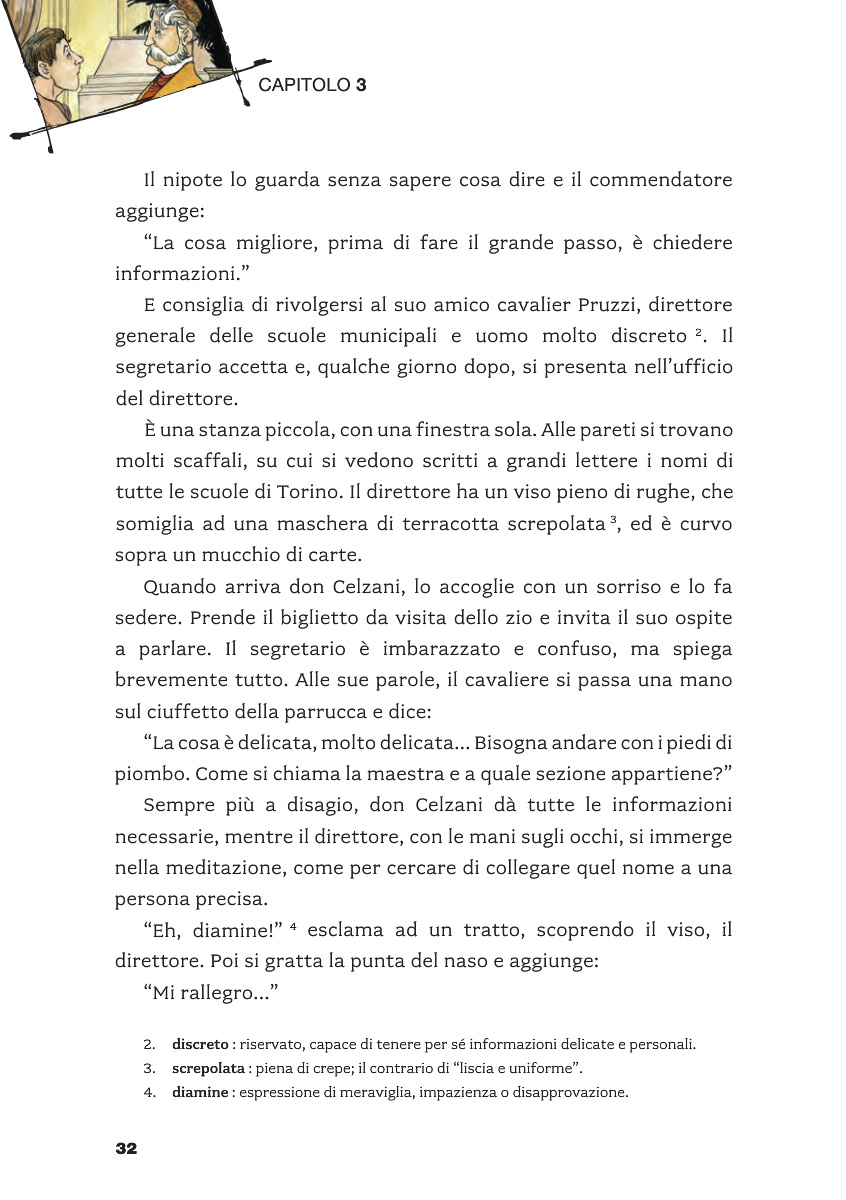 CAPITOLO 3
Il nipote lo guarda senza sapere cosa dire e il commendatore
aggiunge:
“La cosa migliore, prima di fare il grande passo, è chiedere
informazioni.”
E consiglia di rivolgersi al suo amico cavalier Pruzzi, direttore
generale delle scuole municipali e uomo molto discreto ². Il
segretario accetta e, qualche giorno dopo, si presenta nell’ufficio
del direttore.
È una stanza piccola, con una finestra sola. Alle pareti si trovano
molti scaffali, su cui si vedono scritti a grandi lettere i nomi di
tutte le scuole di Torino. Il direttore ha un viso pieno di rughe, che
somiglia ad una maschera di terracotta screpolata ³, ed è curvo
sopra un mucchio di carte.
Quando arriva don Celzani, lo accoglie con un sorriso e lo fa
sedere. Prende il biglietto da visita dello zio e invita il suo ospite
a parlare. Il segretario è imbarazzato e confuso, ma spiega
brevemente tutto. Alle sue parole, il cavaliere si passa una mano
sul ciuffetto della parrucca e dice:
“La cosa è delicata, molto delicata... Bisogna andare con i piedi di
piombo. Come si chiama la maestra e a quale sezione appartiene?”
Sempre più a disagio, don Celzani dà tutte le informazioni
necessarie, mentre il direttore, con le mani sugli occhi, si immerge
nella meditazione, come per cercare di collegare quel nome a una
persona precisa.
“Eh, diamine!” ⁴ esclama ad un tratto, scoprendo il viso, il
direttore. Poi si gratta la punta del naso e aggiunge:
“Mi rallegro...”
2. discreto : riservato, capace di tenere per sé informazioni delicate e personali.
3. screpolata : piena di crepe; il contrario di “liscia e uniforme”.
4. diamine : espressione di meraviglia, impazienza o disapprovazione.
32